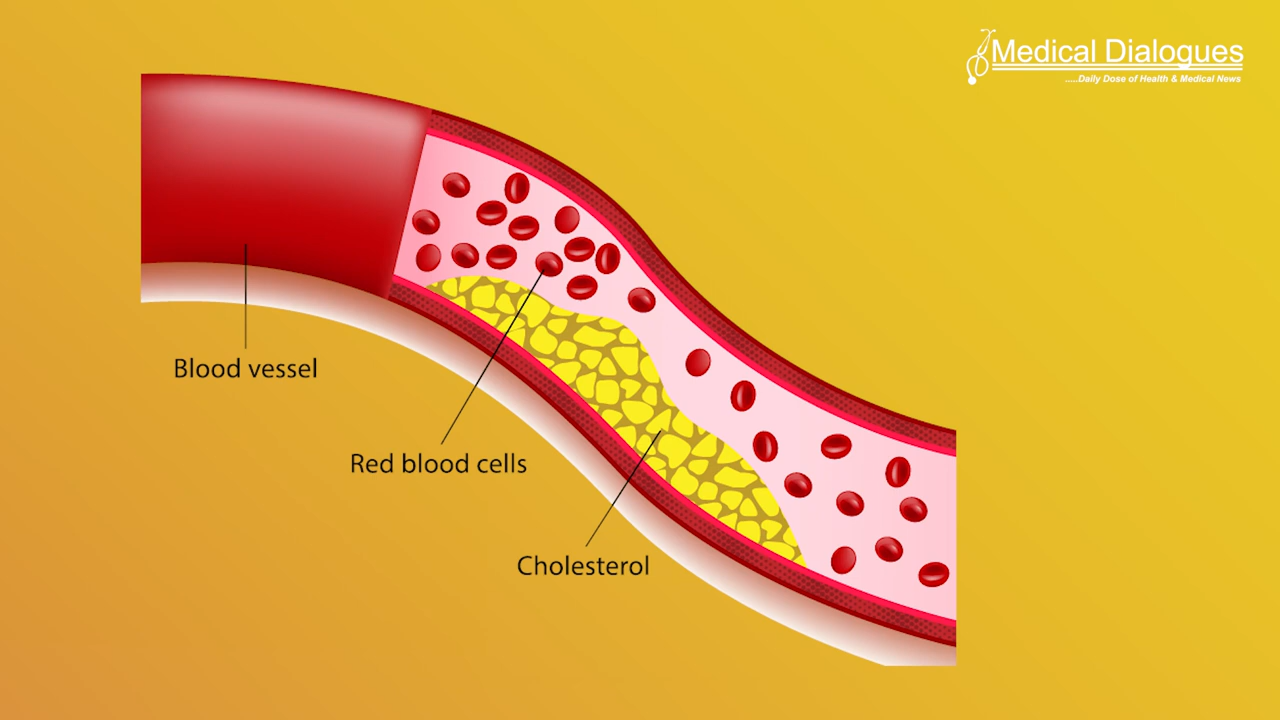 Medical Dialogues
.....Daily Dose of Health & Medical News
Blood vessel
Red blood cells
Cholesterol